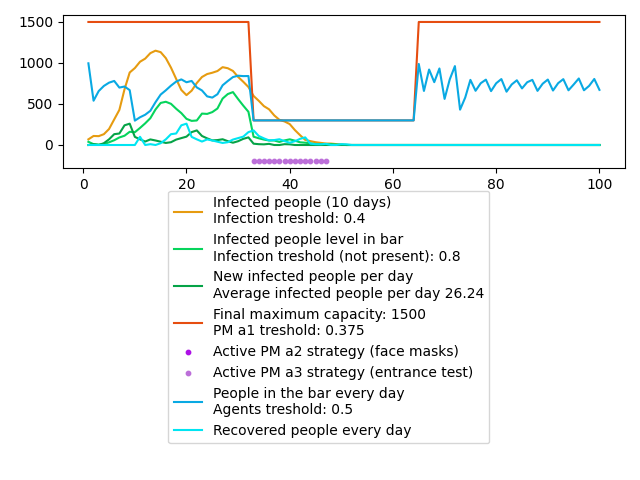 1500
1000
500
0
0
20
40
60
80
100
Infected people (10 days)
Infection treshold: 0.4
Infected people level in bar
Infection treshold (not present): 0.8
New infected people per day
Average infected people per day 26.24
Final maximum capacity: 1500
PM a1 treshold: 0.375
Active PM a2 strategy (face masks)
Active PM a3 strategy (entrance test)
People in the bar every day
Agents treshold: 0.5
Recovered people every day